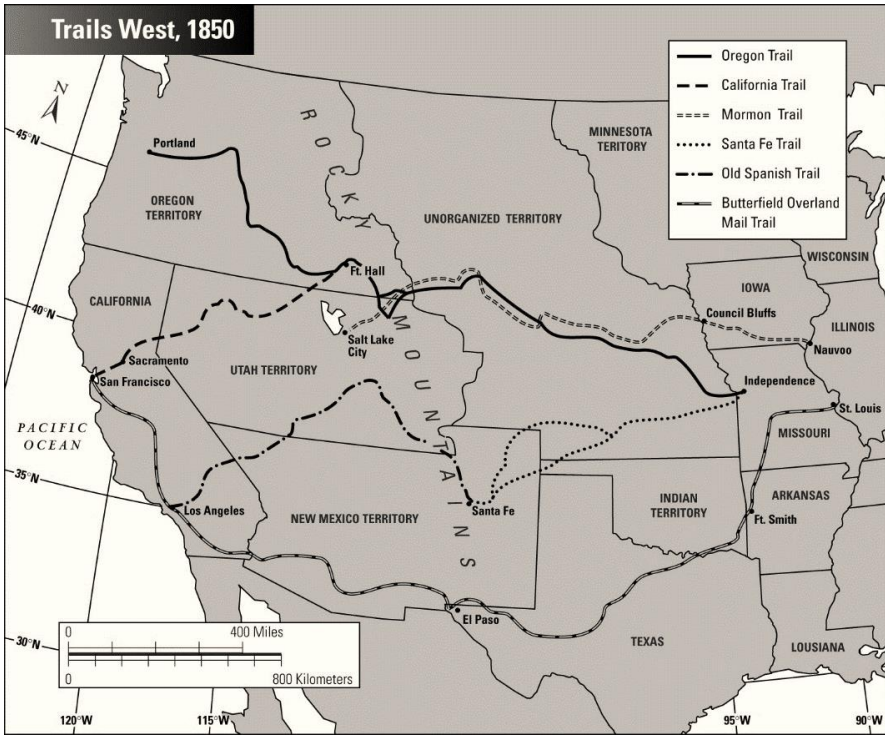 Trails West, 1850
Oregon Trail
California Trail
Mormon Trail
Santa Fe Trail
Old Spanish Trail
Butterfield Overland
Mail Trail
N
45°N
40°N
35°N
30°N
120°W
115°W
95°W
90°W
ROCKY MOUNTAINS
Portland
OREGON
TERRITORY
UNORGANIZED TERRITORY
MINNESOTA
TERITORY
WISCONSIN
Ft. Hall
IOWA
CALIFORNIA
Council Bluffs
ILLINOIS
Nauvoo
Salt Lake
City
Sacramento
San Francisco
UTAH TERRITORY
Independence
St. Louis
MISSOURI
PACIFIC
OCEAN
Los Angeles
NEW MEXICO TERRITORY
Santa Fe
INDIAN
TERRITORY
ARKANSAS
Ft. Smith
El Paso
TEXAS
LOUSIANA
0 400 Miles
0 800 Kilometers